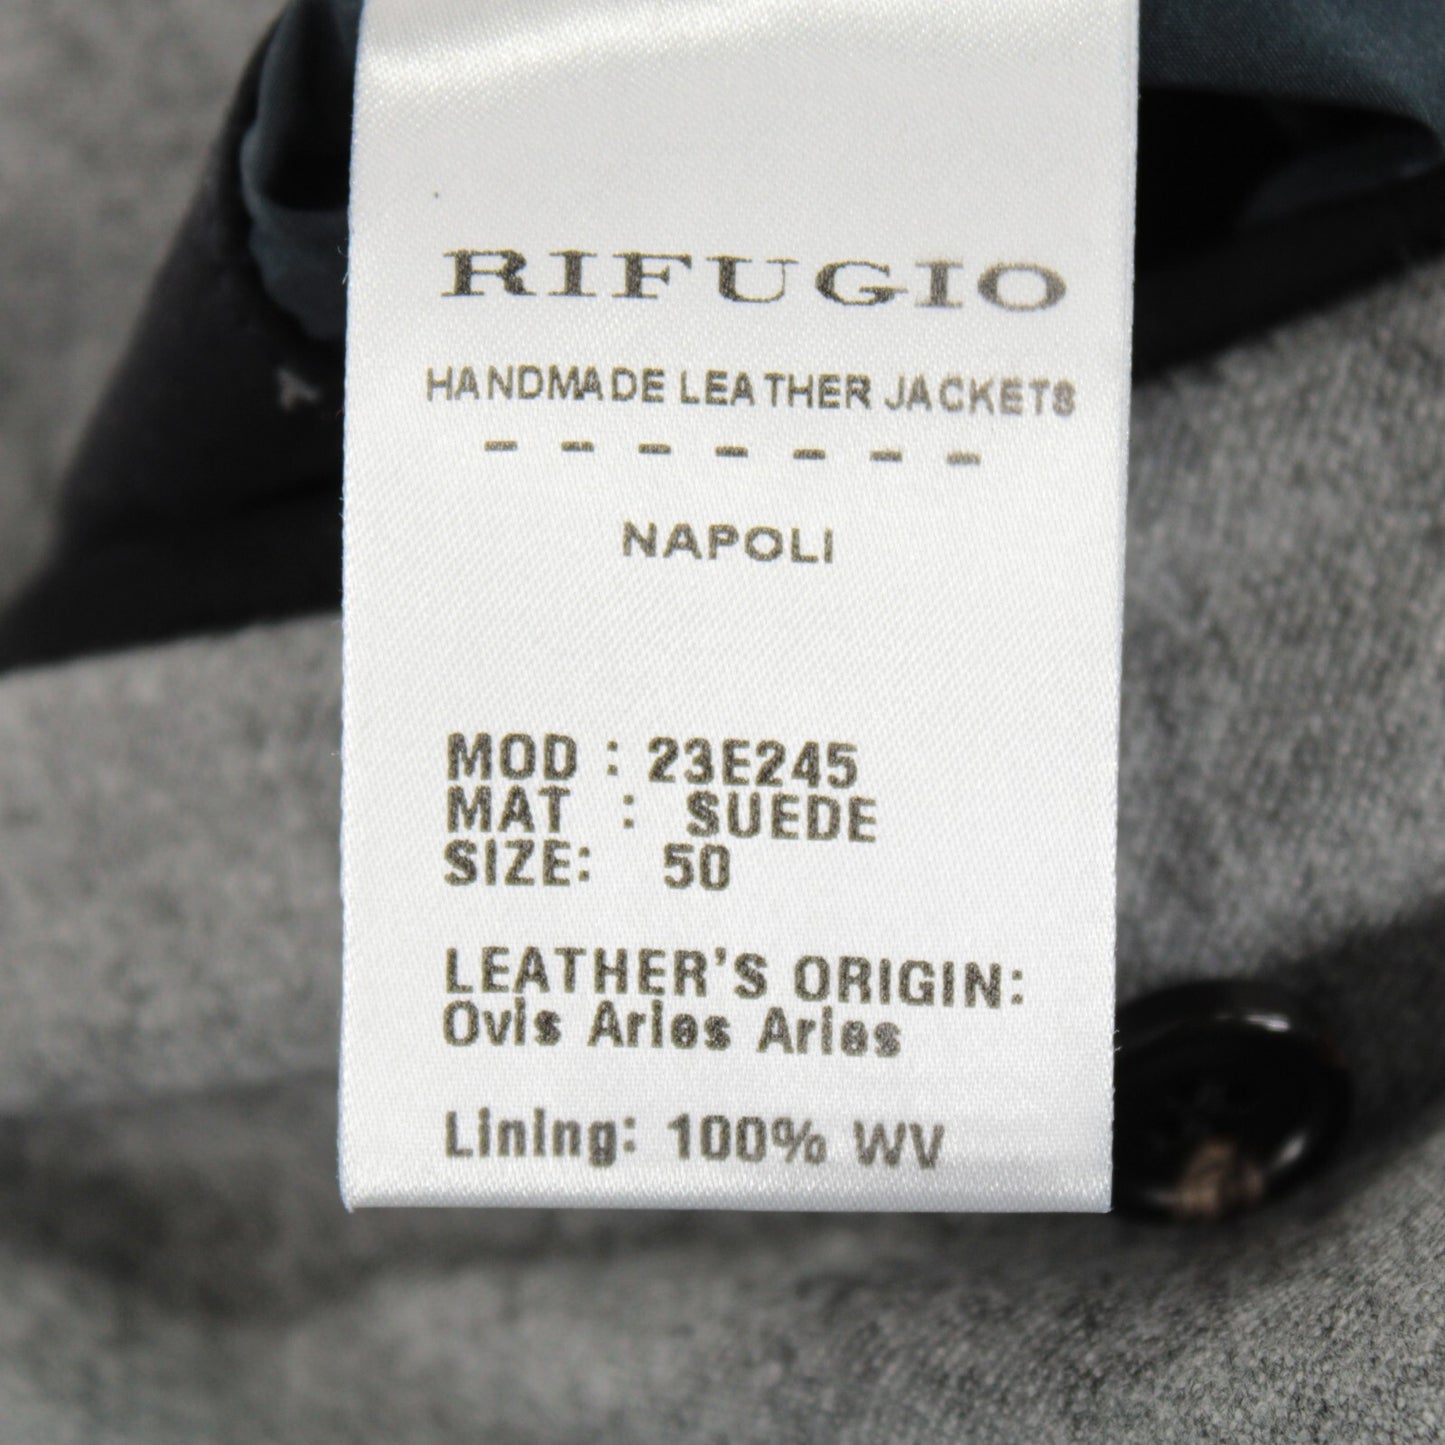 RIFUGIO
HANDMADE LEATHER JACKETS
- - - - - - -
NAPOLI
MOD : 23E245
MAT : SUEDE
SIZE: 50
LEATHER'S ORIGIN:
Ovis Aries Aries
Lining: 100% WV